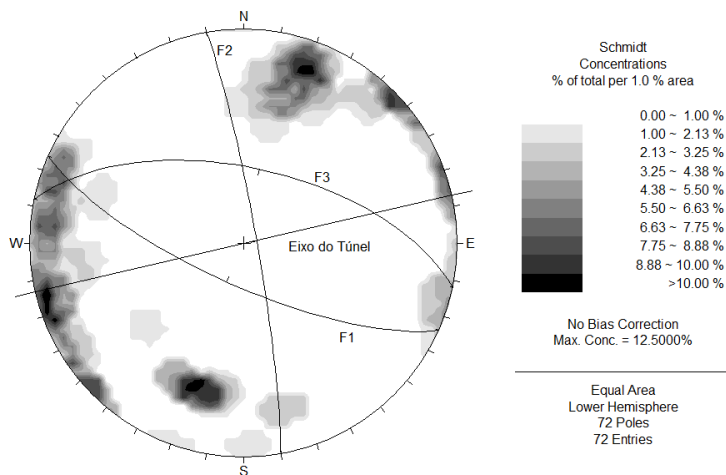 N
F2
F3
W
E
Eixo do Túnel
F1
S
Schmidt
Concentrations
% of total per 1.0 % area
0.00 ~ 1.00 %
1.00 ~ 2.13 %
2.13 ~ 3.25 %
3.25 ~ 4.38 %
4.38 ~ 5.50 %
5.50 ~ 6.63 %
6.63 ~ 7.75 %
7.75 ~ 8.88 %
8.88 ~ 10.00 %
>10.00 %
No Bias Correction
Max. Conc. = 12.5000%
Equal Area
Lower Hemisphere
72 Poles
72 Entries